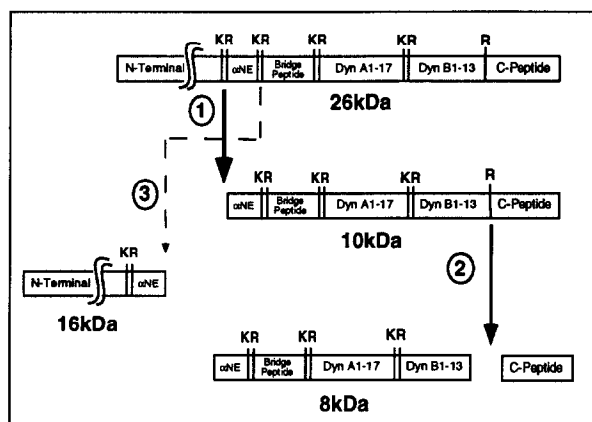 KR KR KR KR R
N-Terminal αNE Bridge Peptide Dyn A1-17 Dyn B1-13 C-Peptide
26kDa
1
KR KR KR R
αNE Bridge Peptide Dyn A1-17 Dyn B1-13 C-Peptide
10kDa
3
2
KR
N-Terminal αNE
16kDa
KR KR KR
αNE Bridge Peptide Dyn A1-17 Dyn B1-13 C-Peptide
8kDa